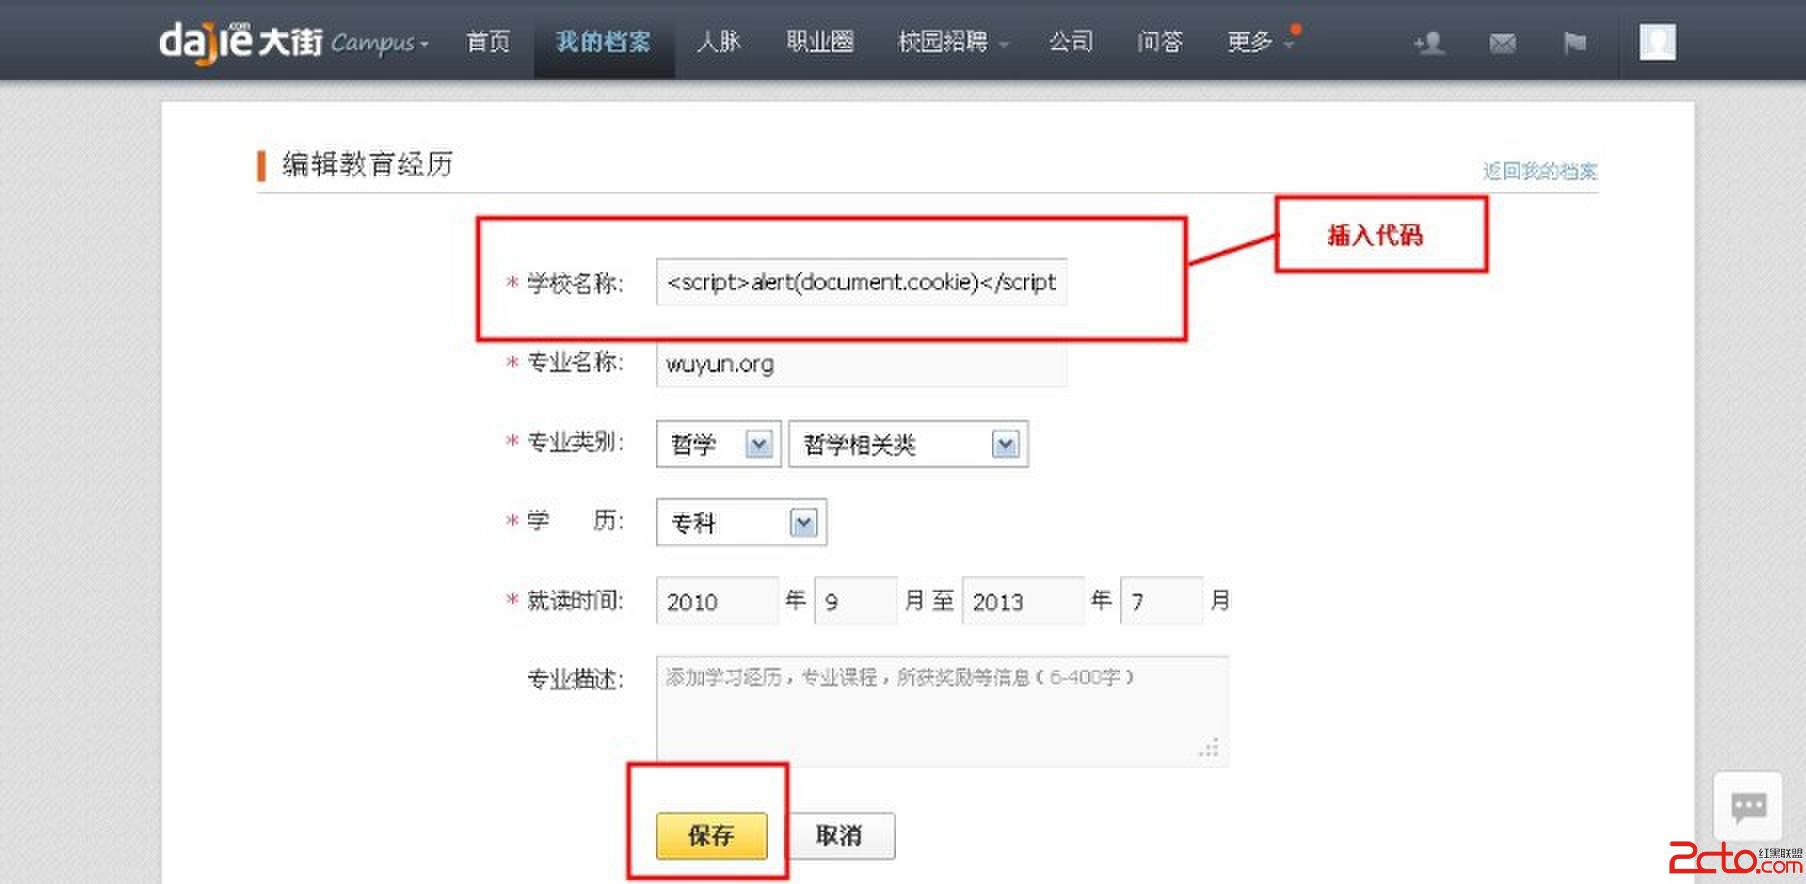 dajie.com大街 Campus 首页 我的档案 人脉 职业圈 校园招聘 公司 问答 更多
编辑教育经历
返回我的档案
插入代码
* 学校名称: <script>alert(document.cookie)</script
* 专业名称: wuyun.org
* 专业类别: 哲学 哲学相关类
* 学 历: 专科
* 就读时间: 2010 年 9 月 至 2013 年 7 月
专业描述: 添加学习经历，专业课程，所获奖励等信息（6-400字）
保存 取消
2cto.com 红黑联盟